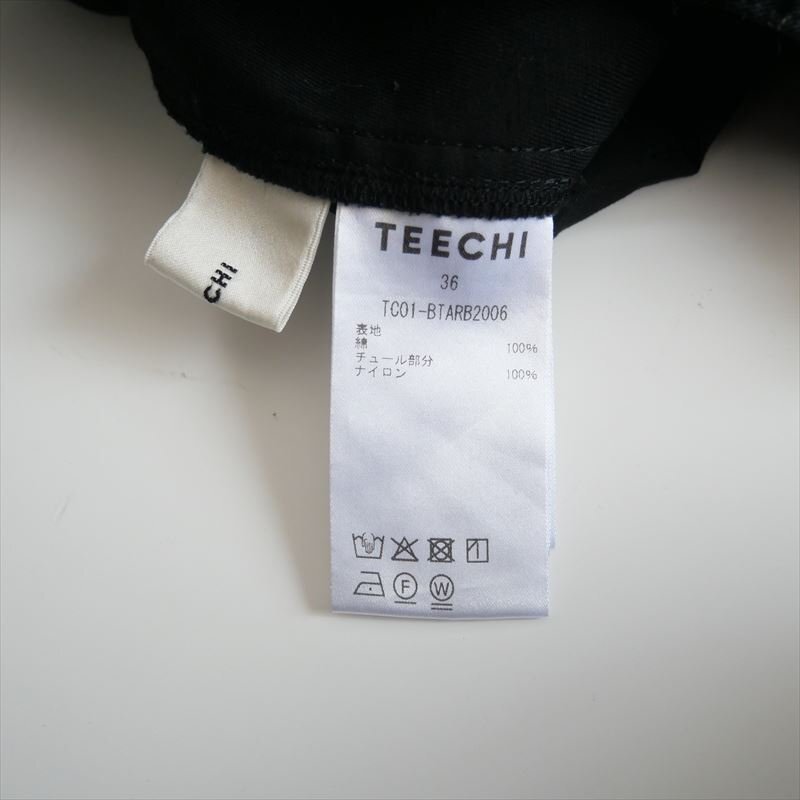 CHI
TEECHI
36
TC01-BTARB2006
表地
綿 100%
チュール部分
ナイロン 100%
F W